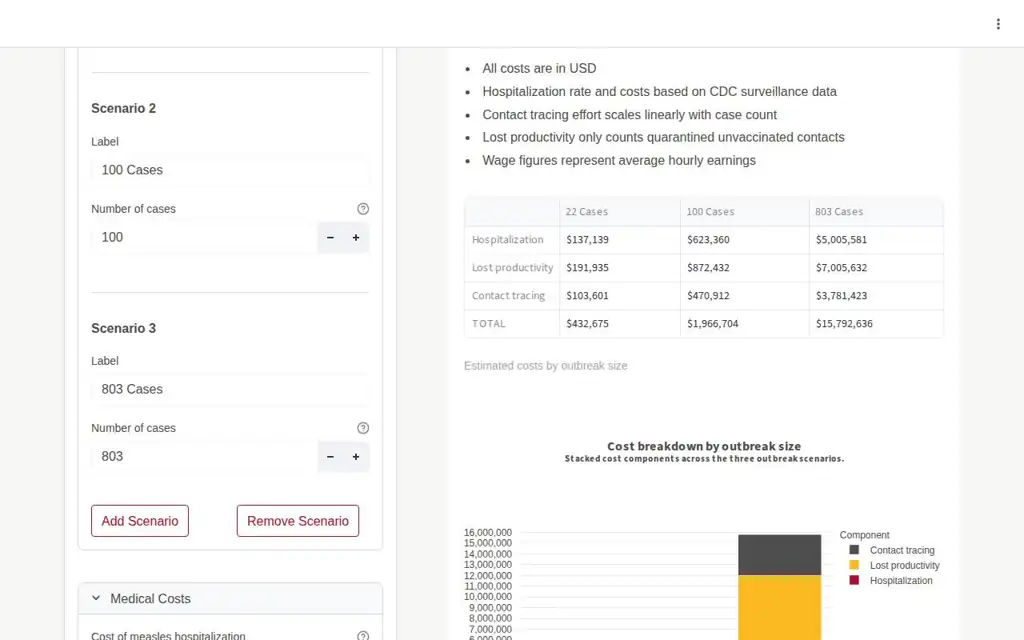 Scenario 2
Label
100 Cases
Number of cases
100
− +
Scenario 3
Label
803 Cases
Number of cases
803
− +
Add Scenario Remove Scenario
Medical Costs
Cost of measles hospitalization
• All costs are in USD
• Hospitalization rate and costs based on CDC surveillance data
• Contact tracing effort scales linearly with case count
• Lost productivity only counts quarantined unvaccinated contacts
• Wage figures represent average hourly earnings
22 Cases 100 Cases 803 Cases
Hospitalization $137,139 $623,360 $5,005,581
Lost productivity $191,935 $872,432 $7,005,632
Contact tracing $103,601 $470,912 $3,781,423
TOTAL $432,675 $1,966,704 $15,792,636
Estimated costs by outbreak size
Cost breakdown by outbreak size
Stacked cost components across the three outbreak scenarios.
16,000,000
15,000,000
14,000,000
13,000,000
12,000,000
11,000,000
10,000,000
9,000,000
8,000,000
7,000,000
6,000,000
Component
Contact tracing
Lost productivity
Hospitalization